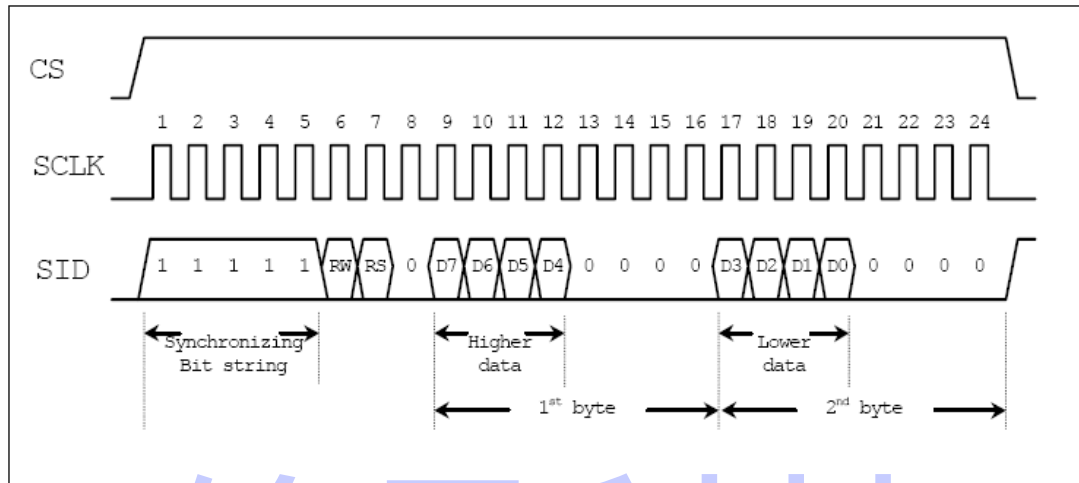 CS
1 2 3 4 5 6 7 8 9 10 11 12 13 14 15 16 17 18 19 20 21 22 23 24
SCLK
SID 1 1 1 1 1 RW RS 0 D7 D6 D5 D4 0 0 0 0 D3 D2 D1 D0 0 0 0 0
Synchronizing Bit string
Higher data
Lower data
1st byte
2nd byte